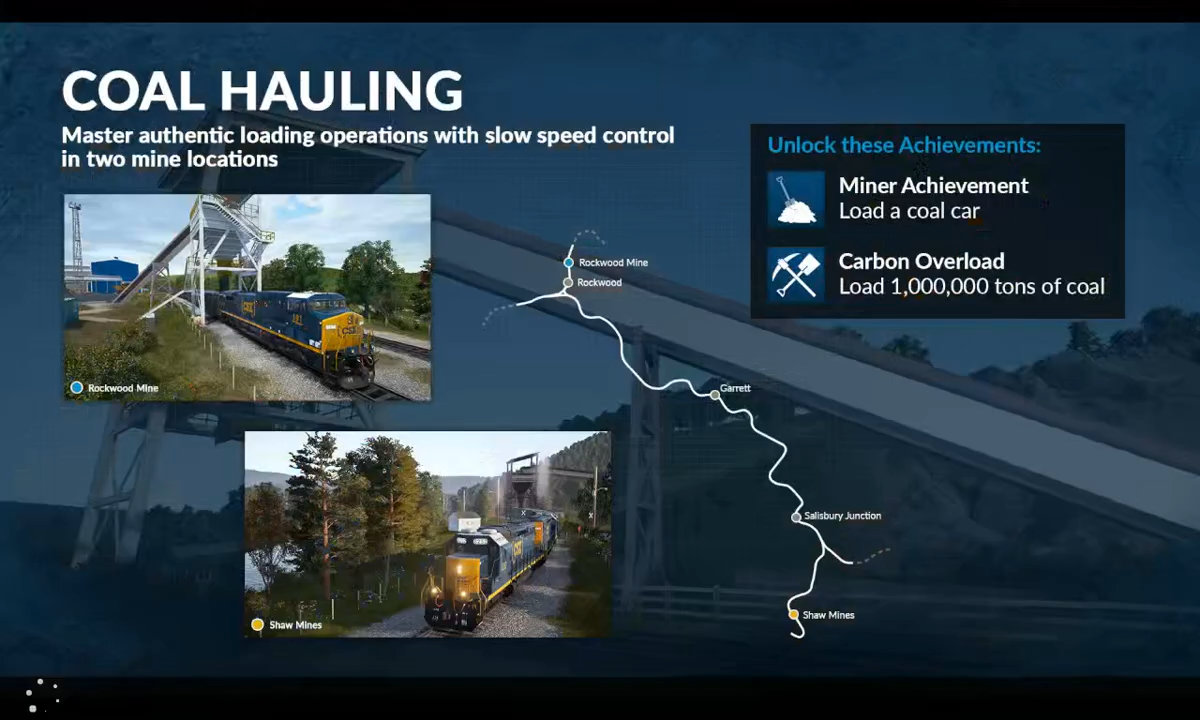 COAL HAULING
Master authentic loading operations with slow speed control
in two mine locations
Unlock these Achievements:
Miner Achievement
Load a coal car
Carbon Overload
Load 1,000,000 tons of coal
Rockwood Mine
Rockwood
CSX
Rockwood Mine
Garrett
Salisbury Junction
Shaw Mines
Shaw Mines